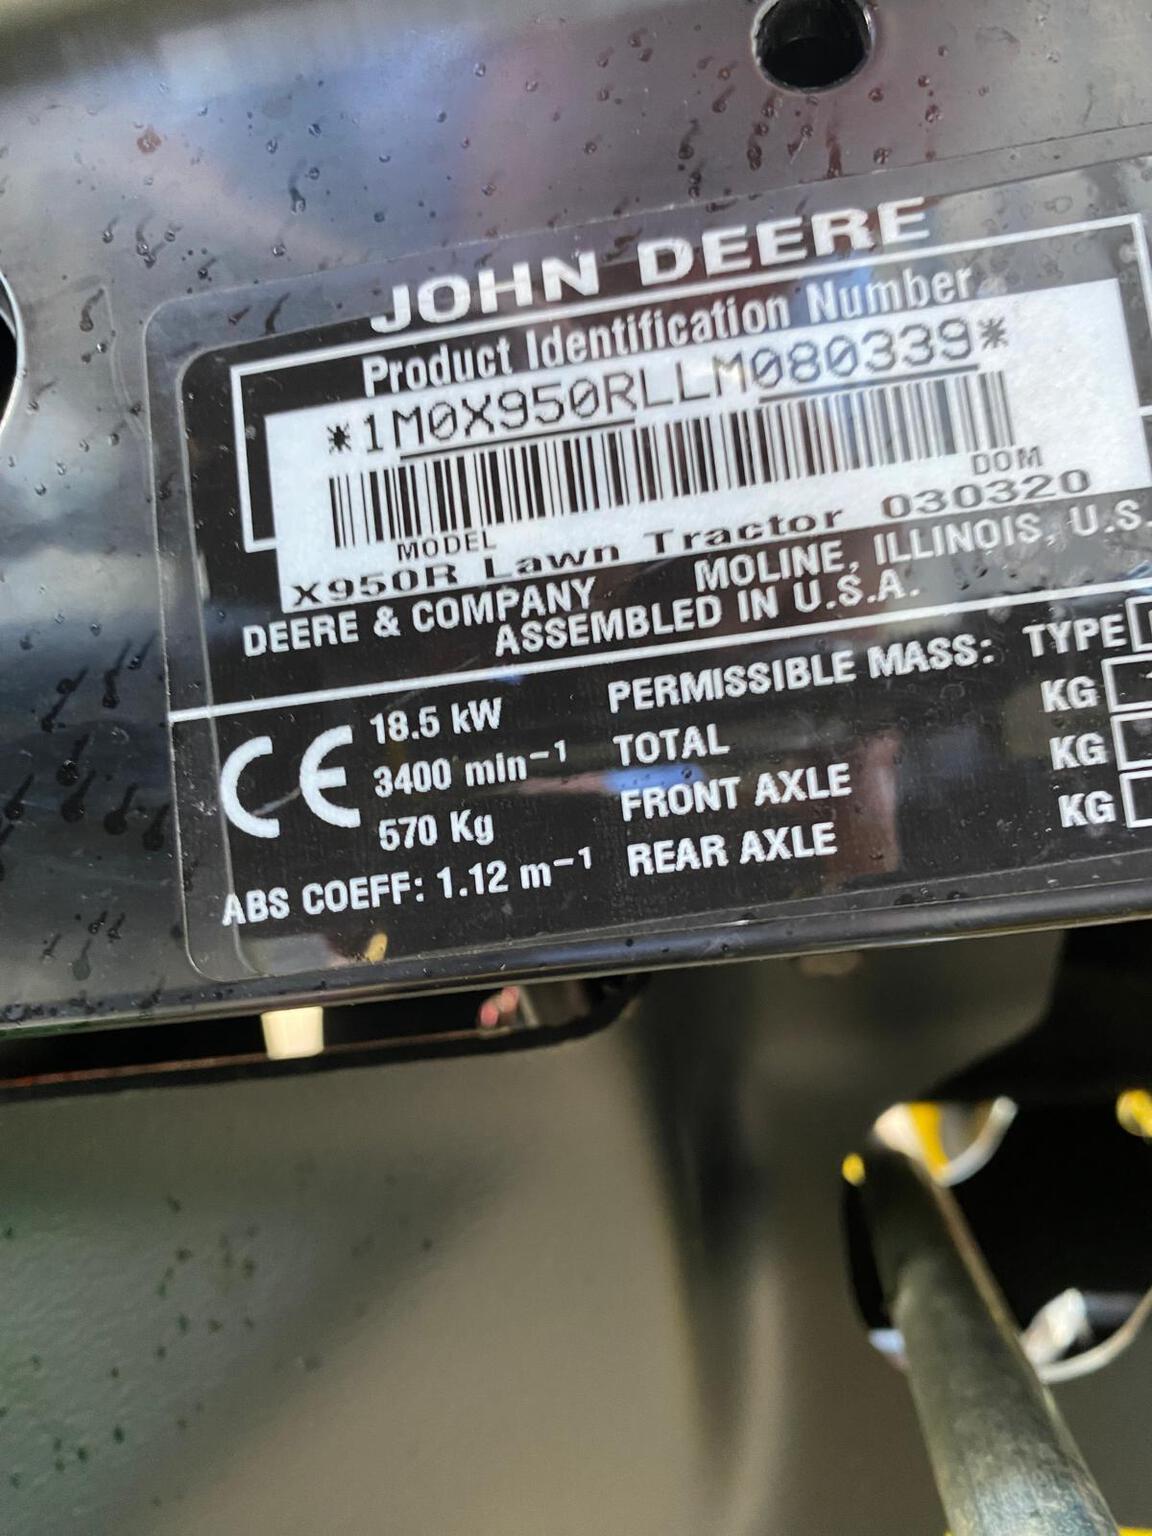 JOHN DEERE
Product Identification Number
*1M0X950RLLM080339*
MODEL DOM
X950R Lawn Tractor 030320
DEERE & COMPANY MOLINE, ILLINOIS, U.S.
ASSEMBLED IN U.S.A.
CE 18.5 kW PERMISSIBLE MASS: TYPE
3400 min⁻¹ TOTAL KG
570 Kg FRONT AXLE KG
ABS COEFF: 1.12 m⁻¹ REAR AXLE KG